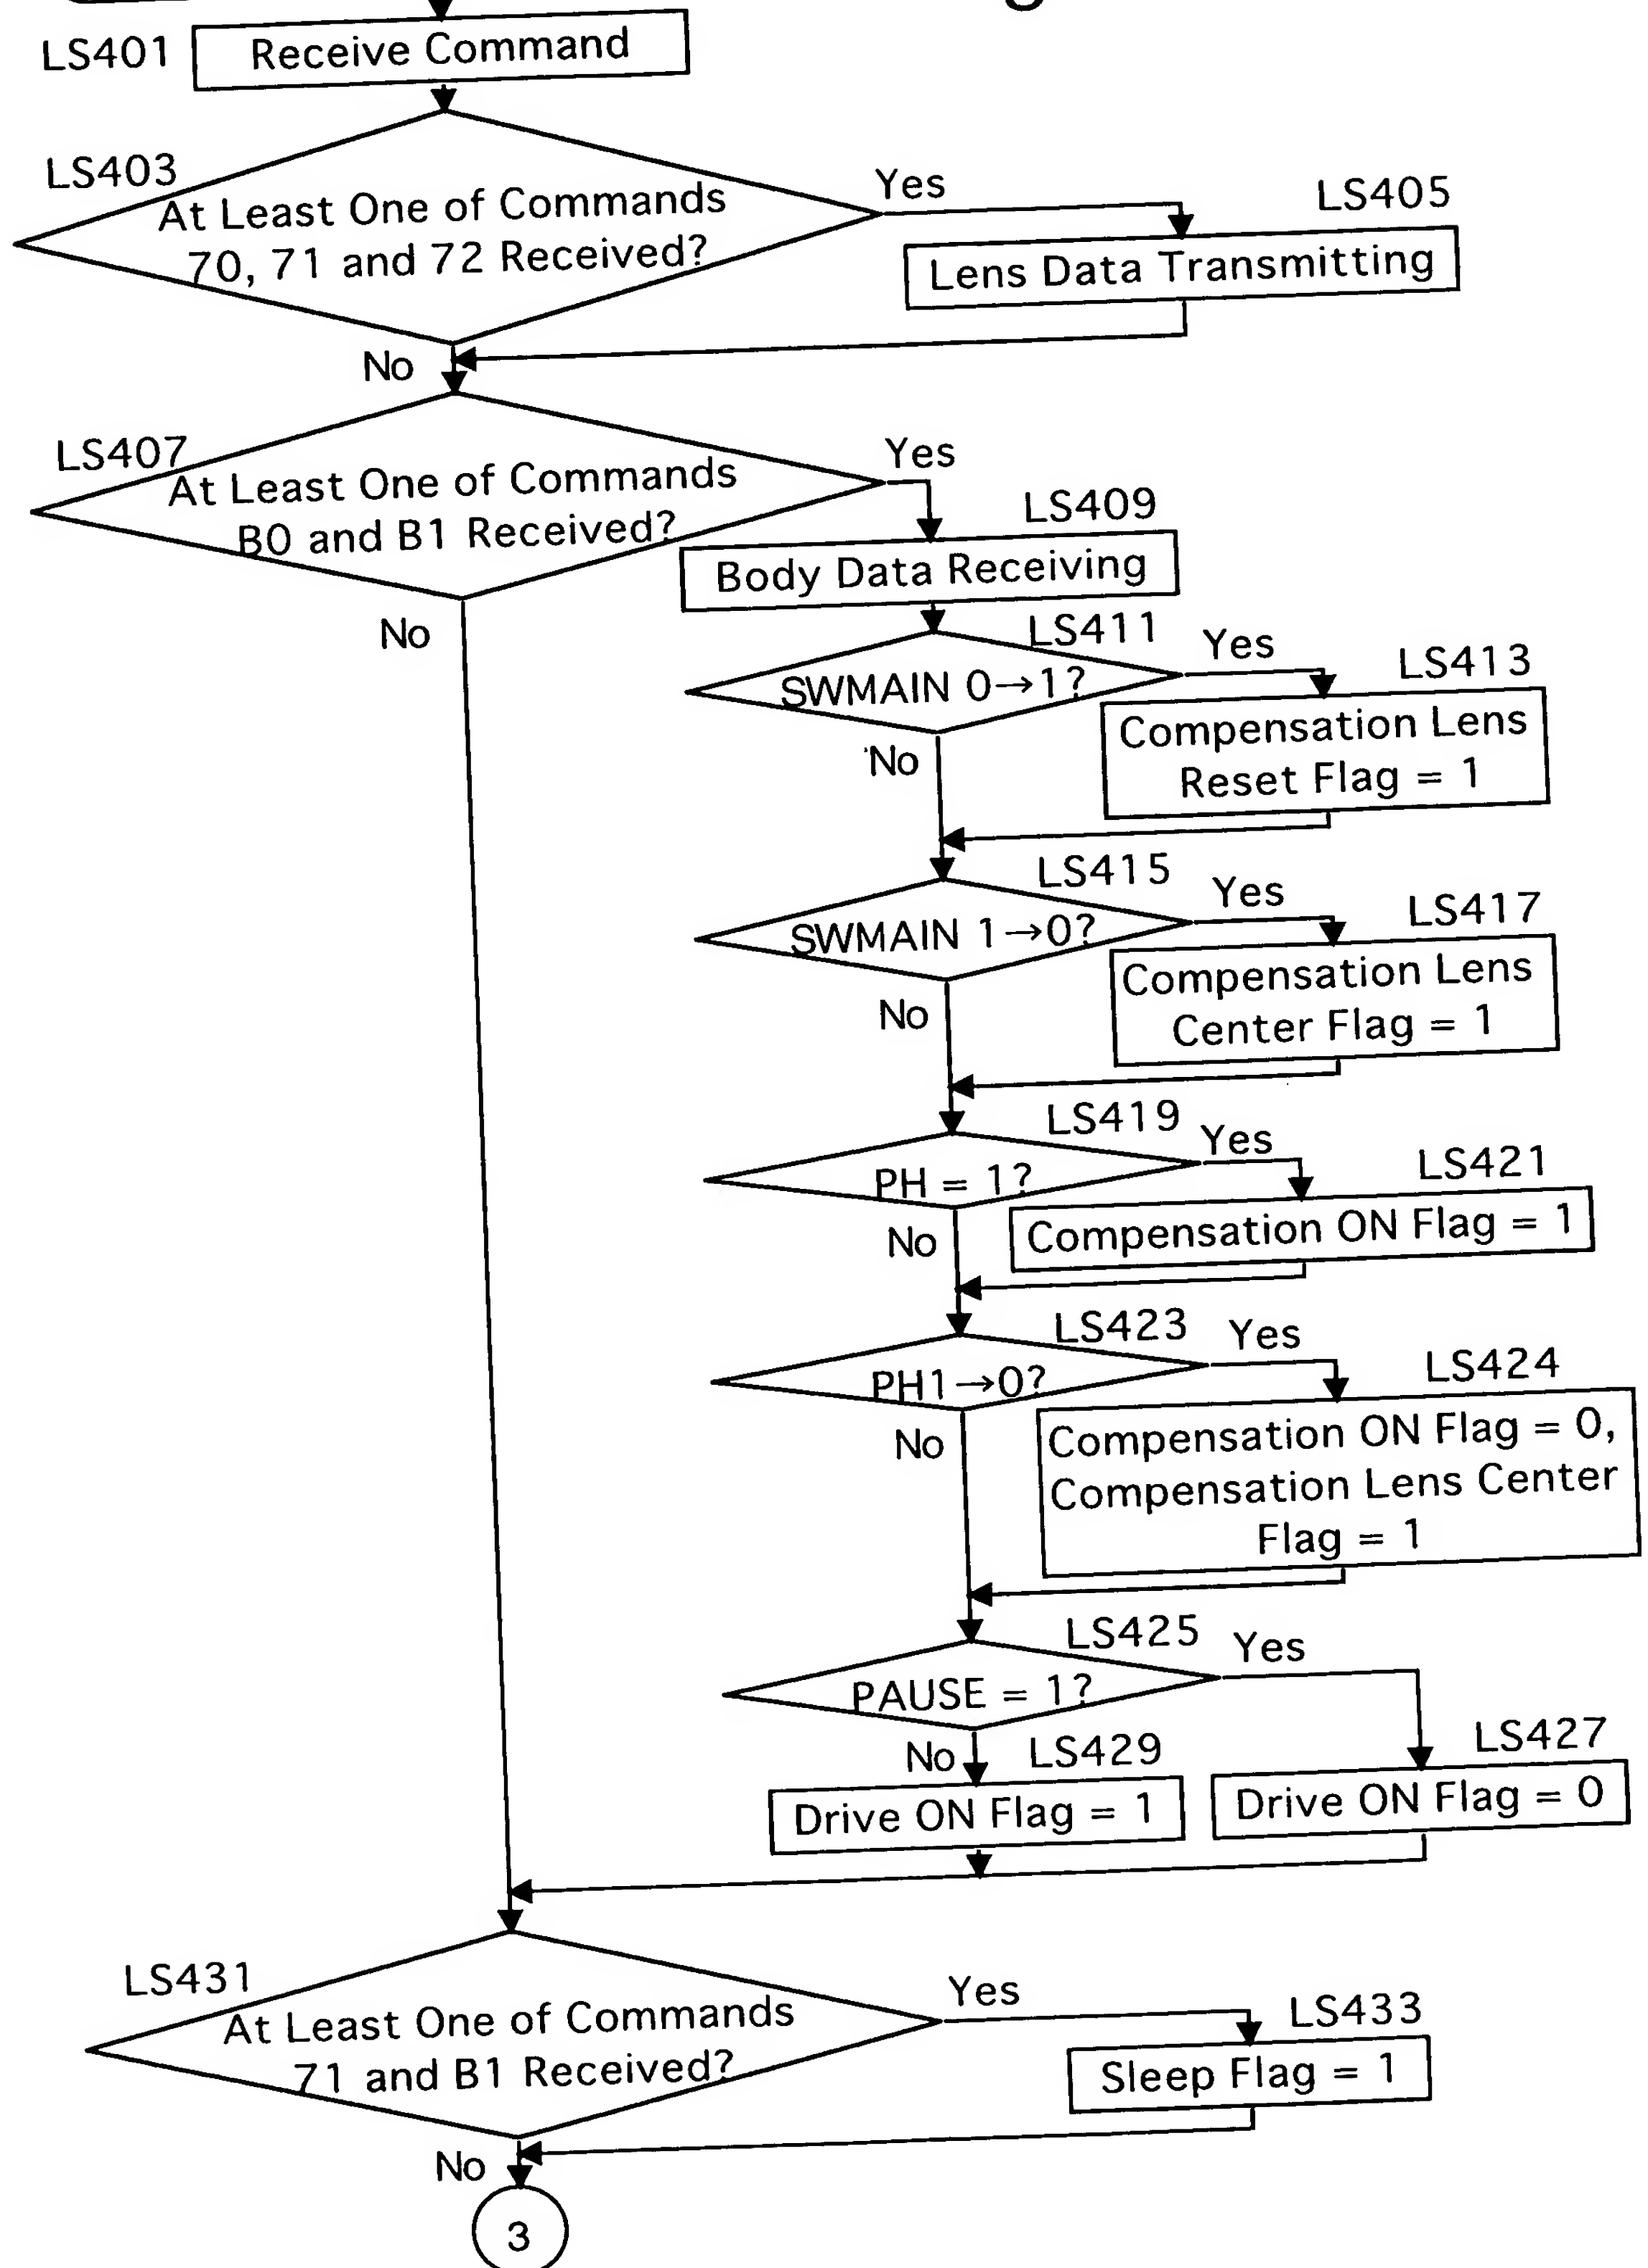 LS401
Receive Command
LS403
At Least One of Commands
70, 71 and 72 Received?
Yes
LS405
Lens Data Transmitting
No
LS407
At Least One of Commands
B0 and B1 Received?
Yes
LS409
Body Data Receiving
No
LS411
SWMAIN 0→1?
Yes
LS413
Compensation Lens
Reset Flag = 1
No
LS415
SWMAIN 1→0?
Yes
LS417
Compensation Lens
Center Flag = 1
No
LS419
PH = 1?
Yes
LS421
Compensation ON Flag = 1
No
LS423
PH1→0?
Yes
LS424
Compensation ON Flag = 0,
Compensation Lens Center
Flag = 1
No
LS425
PAUSE = 1?
Yes
LS427
Drive ON Flag = 0
No
LS429
Drive ON Flag = 1
LS431
At Least One of Commands
71 and B1 Received?
Yes
LS433
Sleep Flag = 1
No
3